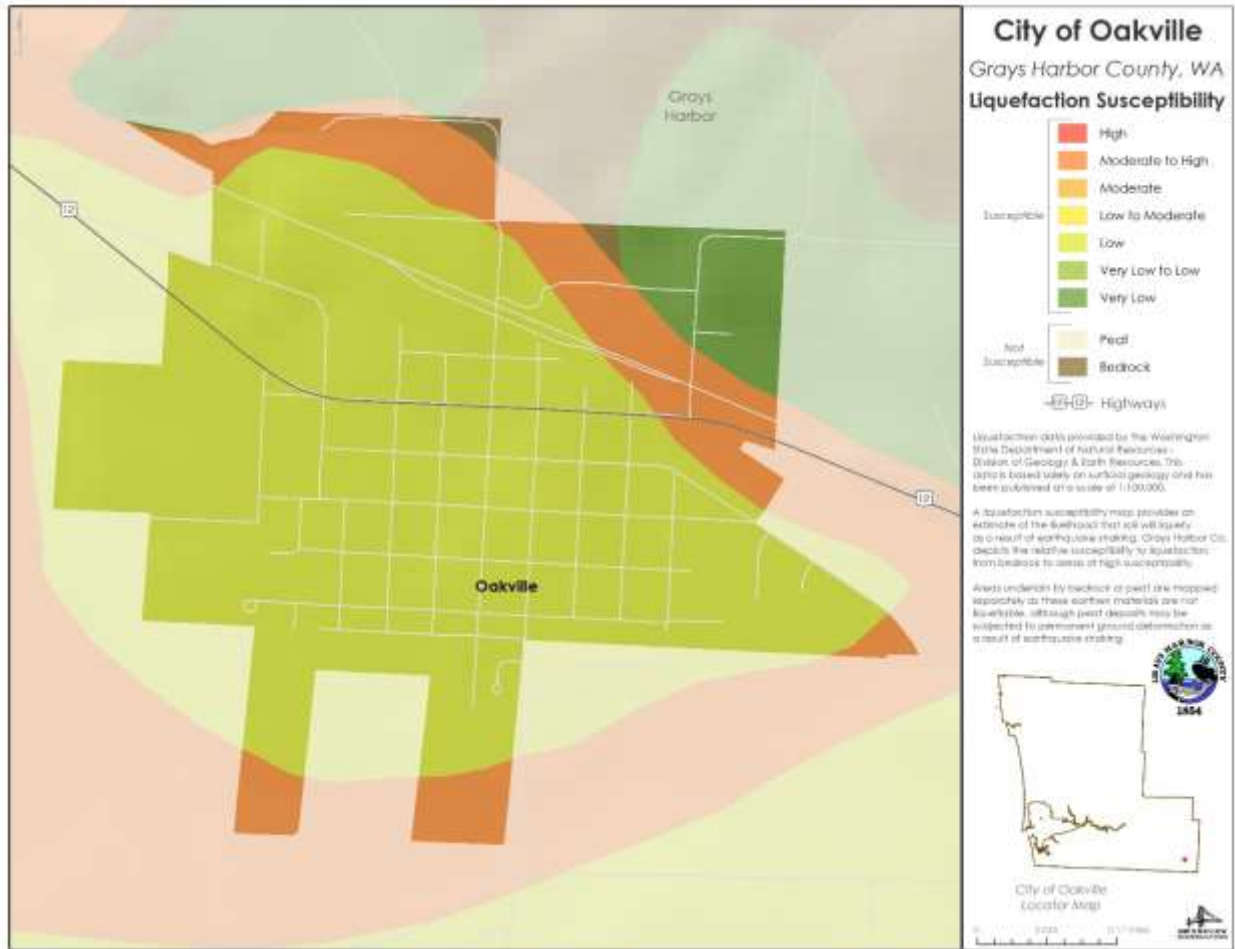 City of Oakville
Grays Harbor County, WA
Liquefaction Susceptibility
High
Moderate to High
Moderate
Low to Moderate
Susceptible
Low
Very Low to Low
Very Low
Not
Susceptible
Peat
Bedrock
12 Highways
Liquefaction data provided by the Washington
State Department of Natural Resources -
Division of Geology & Earth Resources. This
data is based solely on surficial geology and has
been published at a scale of 1:100,000.
A liquefaction susceptibility map provides an
estimate of the likelihood that soil will liquefy
as a result of earthquake shaking. Grays Harbor Co.
depicts the relative susceptibility to liquefaction
from bedrock to areas of high susceptibility.
Areas underlain by bedrock or peat are mapped
separately as these earthen materials are not
liquefiable, although peat deposits may be
subjected to permanent ground deformation as
a result of earthquake shaking.
GRAYS HARBOR COUNTY
1854
City of Oakville
Locator Map
Grays
Harbor
12
12
Oakville